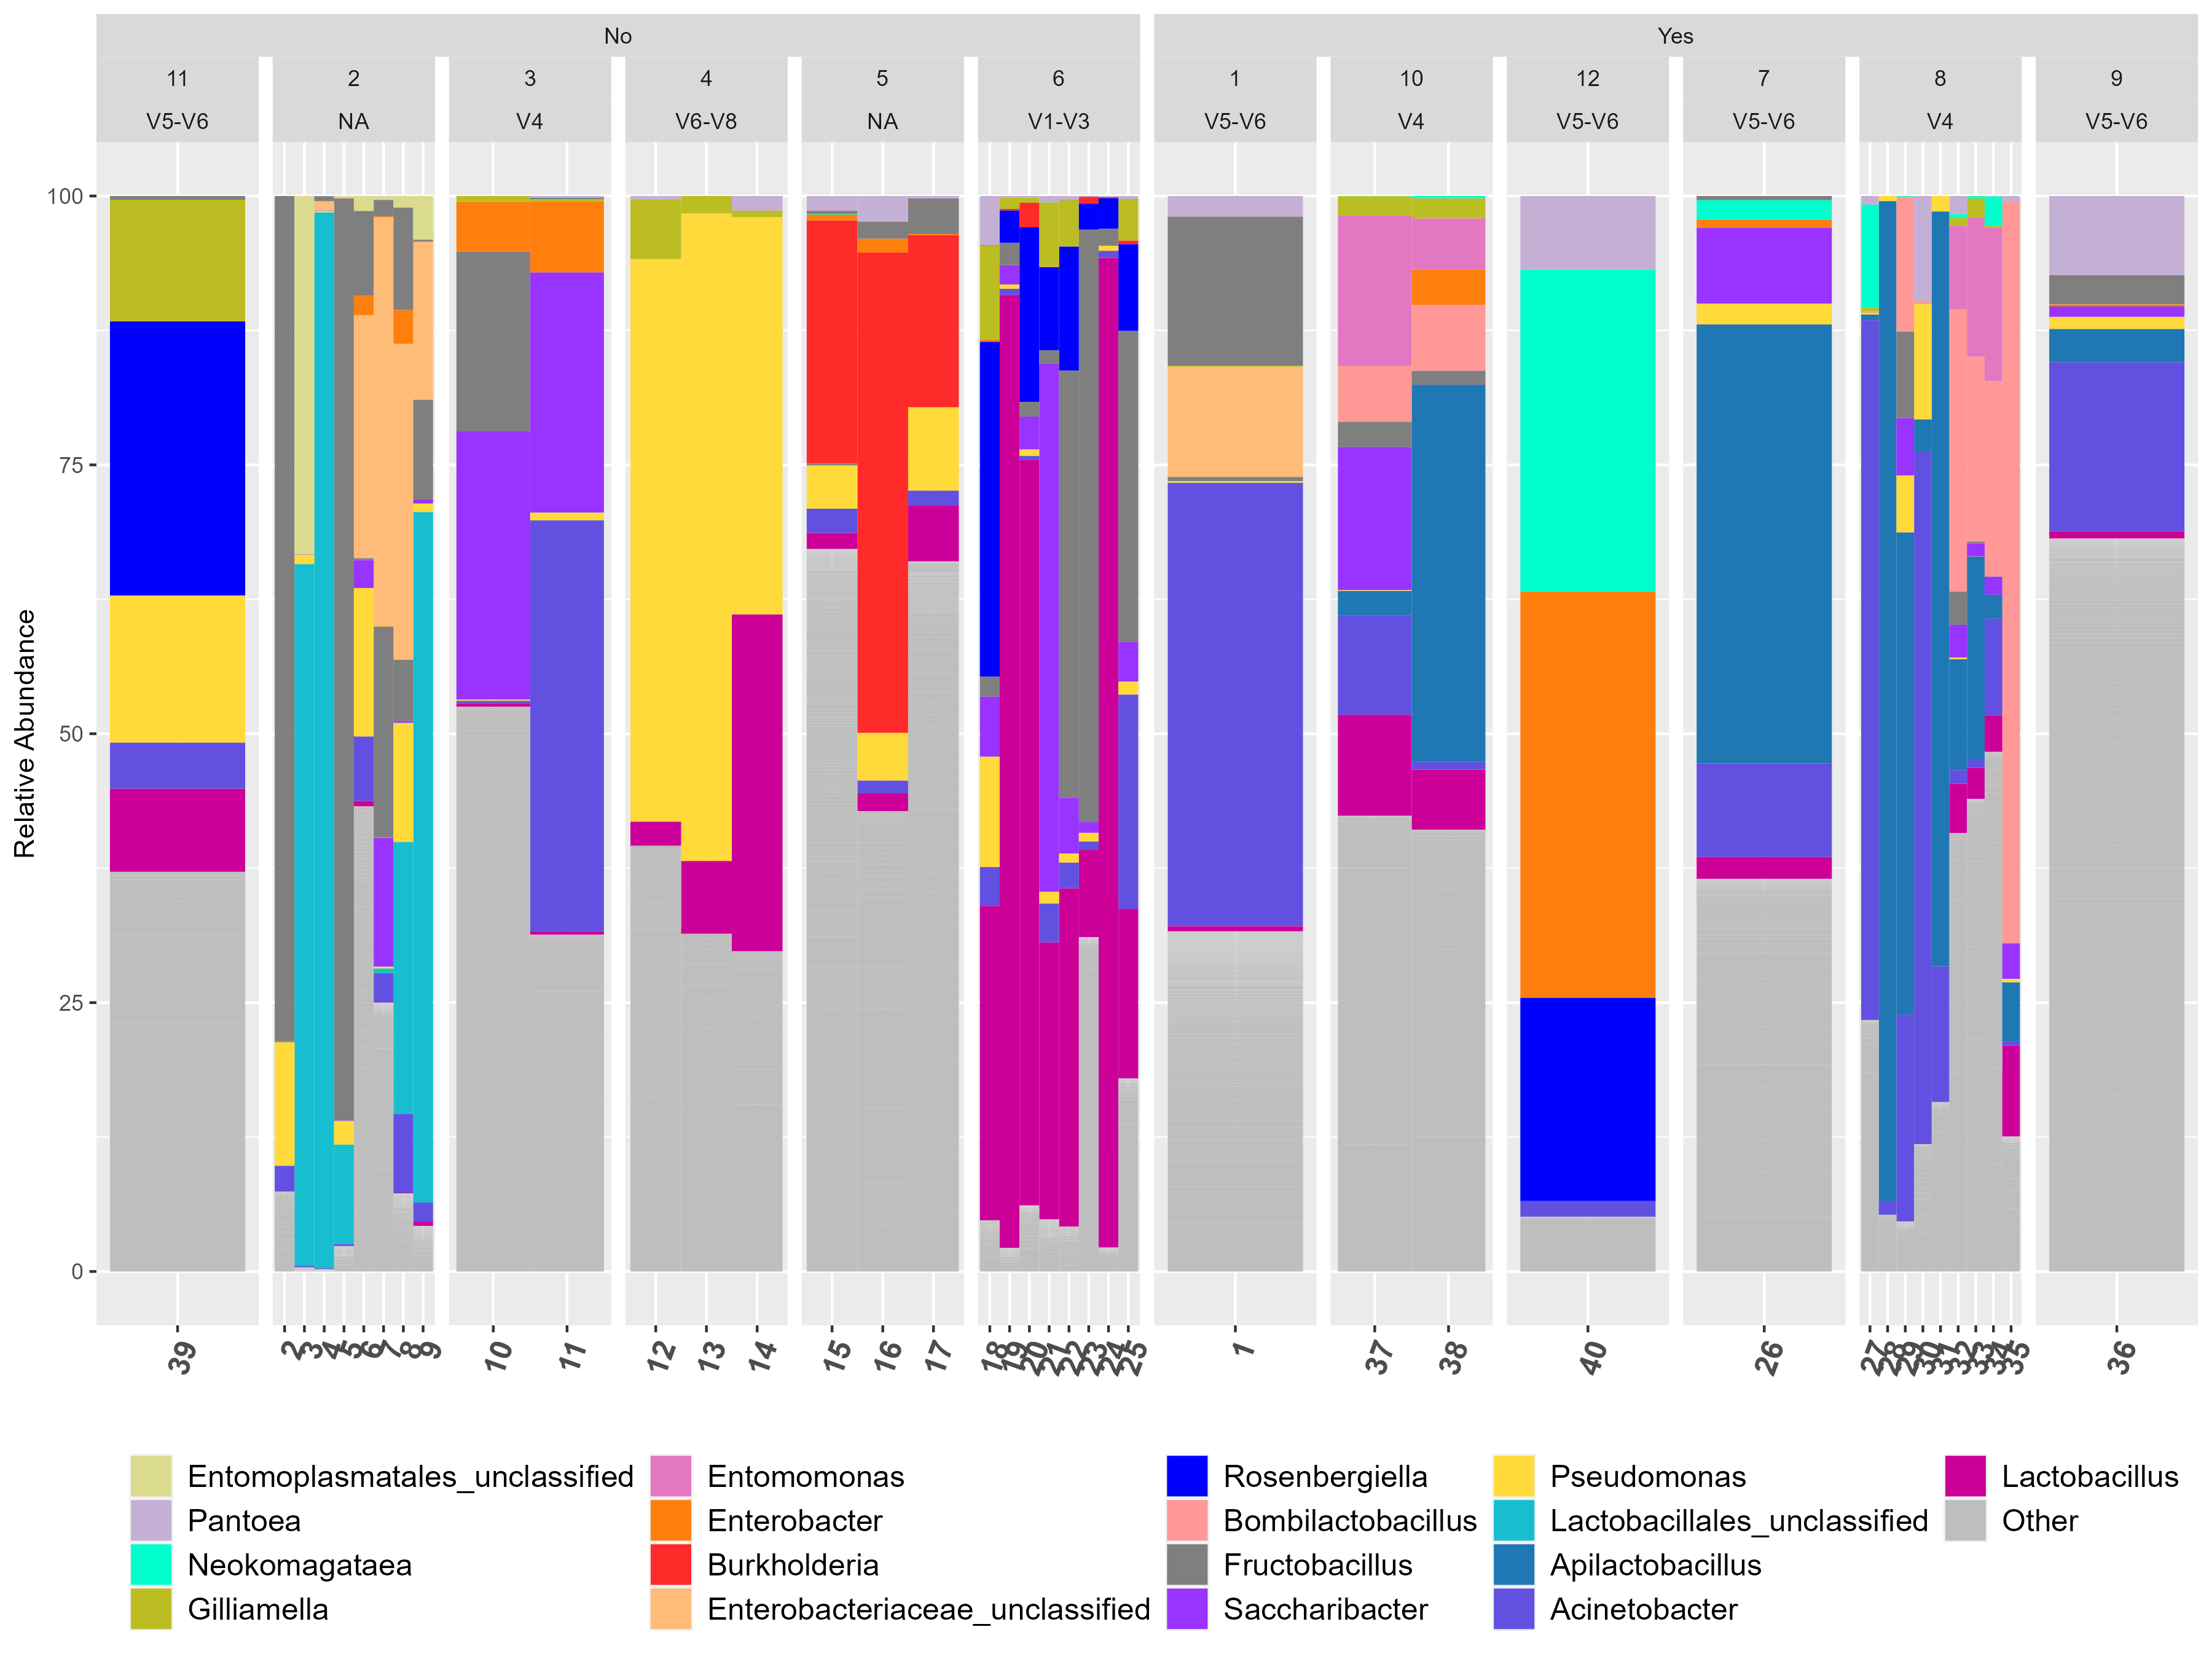 No Yes
11 2 3 4 5 6 1 10 12 7 8 9
V5-V6 NA V4 V6-V8 NA V1-V3 V5-V6 V4 V5-V6 V5-V6 V4 V5-V6
Relative Abundance
100
75
50
25
0
39 2 3 4 5 6 7 8 9 10 11 12 13 14 15 16 17 18 19 20 21 22 23 24 25 1 37 38 40 26 27 28 29 30 31 32 33 34 35 36
Entomoplasmatales_unclassified Entomomonas Rosenbergiella Pseudomonas Lactobacillus
Pantoea Enterobacter Bombilactobacillus Lactobacillales_unclassified Other
Neokomagataea Burkholderia Fructobacillus Apilactobacillus
Gilliamella Enterobacteriaceae_unclassified Saccharibacter Acinetobacter